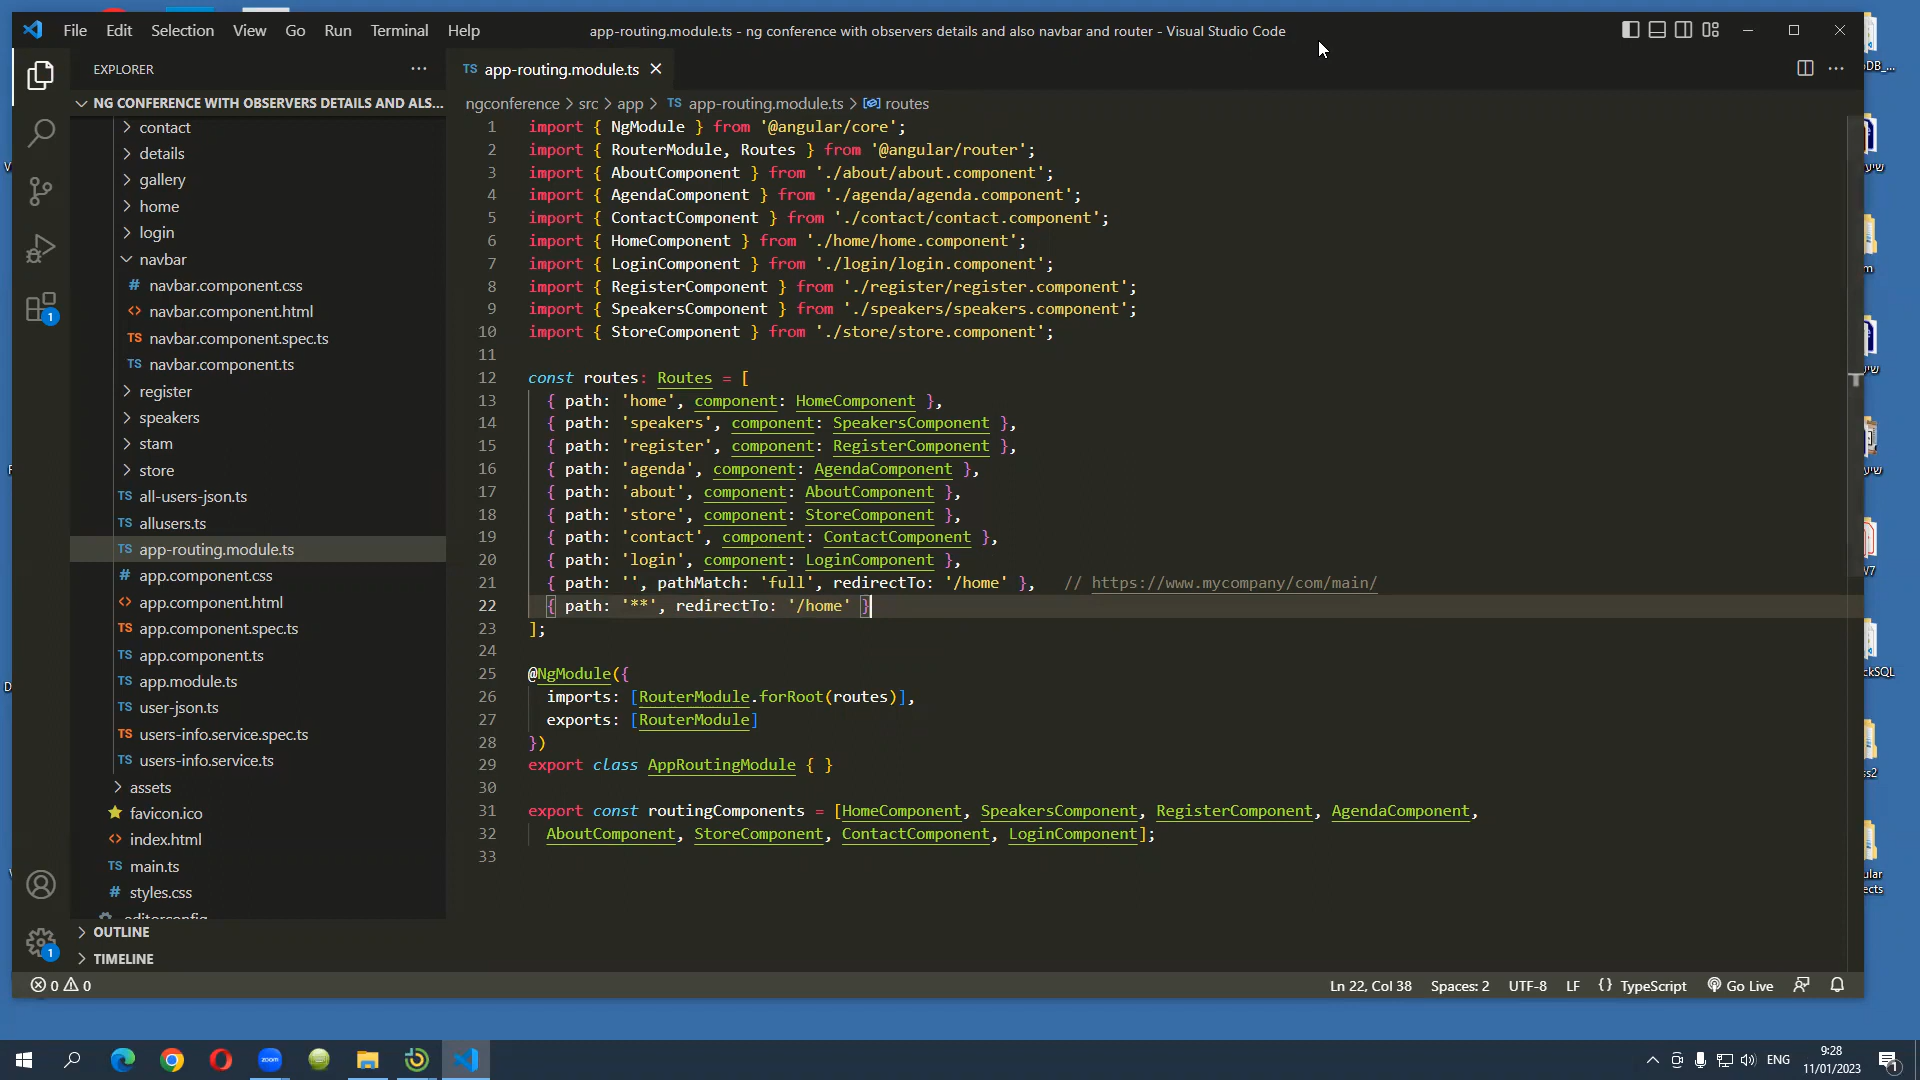 File Edit Selection View Go Run Terminal Help
app-routing.module.ts - ng conference with observers details and also navbar and router - Visual Studio Code
EXPLORER
NG CONFERENCE WITH OBSERVERS DETAILS AND ALS...
contact
details
gallery
home
login
navbar
# navbar.component.css
<> navbar.component.html
TS navbar.component.spec.ts
TS navbar.component.ts
register
speakers
stam
store
TS all-users-json.ts
TS allusers.ts
TS app-routing.module.ts
# app.component.css
<> app.component.html
TS app.component.spec.ts
TS app.component.ts
TS app.module.ts
TS user-json.ts
TS users-info.service.spec.ts
TS users-info.service.ts
assets
favicon.ico
<> index.html
TS main.ts
# styles.css
OUTLINE
TIMELINE
1
1
TS app-routing.module.ts
ngconference > src > app > TS app-routing.module.ts > routes
1 import { NgModule } from '@angular/core';
2 import { RouterModule, Routes } from '@angular/router';
3 import { AboutComponent } from './about/about.component';
4 import { AgendaComponent } from './agenda/agenda.component';
5 import { ContactComponent } from './contact/contact.component';
6 import { HomeComponent } from './home/home.component';
7 import { LoginComponent } from './login/login.component';
8 import { RegisterComponent } from './register/register.component';
9 import { SpeakersComponent } from './speakers/speakers.component';
10 import { StoreComponent } from './store/store.component';
11
12 const routes: Routes = [
13 { path: 'home', component: HomeComponent },
14 { path: 'speakers', component: SpeakersComponent },
15 { path: 'register', component: RegisterComponent },
16 { path: 'agenda', component: AgendaComponent },
17 { path: 'about', component: AboutComponent },
18 { path: 'store', component: StoreComponent },
19 { path: 'contact', component: ContactComponent },
20 { path: 'login', component: LoginComponent },
21 { path: '', pathMatch: 'full', redirectTo: '/home' }, // https://www.mycompany/com/main/
22 { path: '**', redirectTo: '/home' }
23 ];
24
25 @NgModule({
26 imports: [RouterModule.forRoot(routes)],
27 exports: [RouterModule]
28 })
29 export class AppRoutingModule { }
30
31 export const routingComponents = [HomeComponent, SpeakersComponent, RegisterComponent, AgendaComponent,
32 AboutComponent, StoreComponent, ContactComponent, LoginComponent];
33
0 0
Ln 22, Col 38 Spaces: 2 UTF-8 LF {} TypeScript Go Live
zoom
ENG
9:28
11/01/2023
1